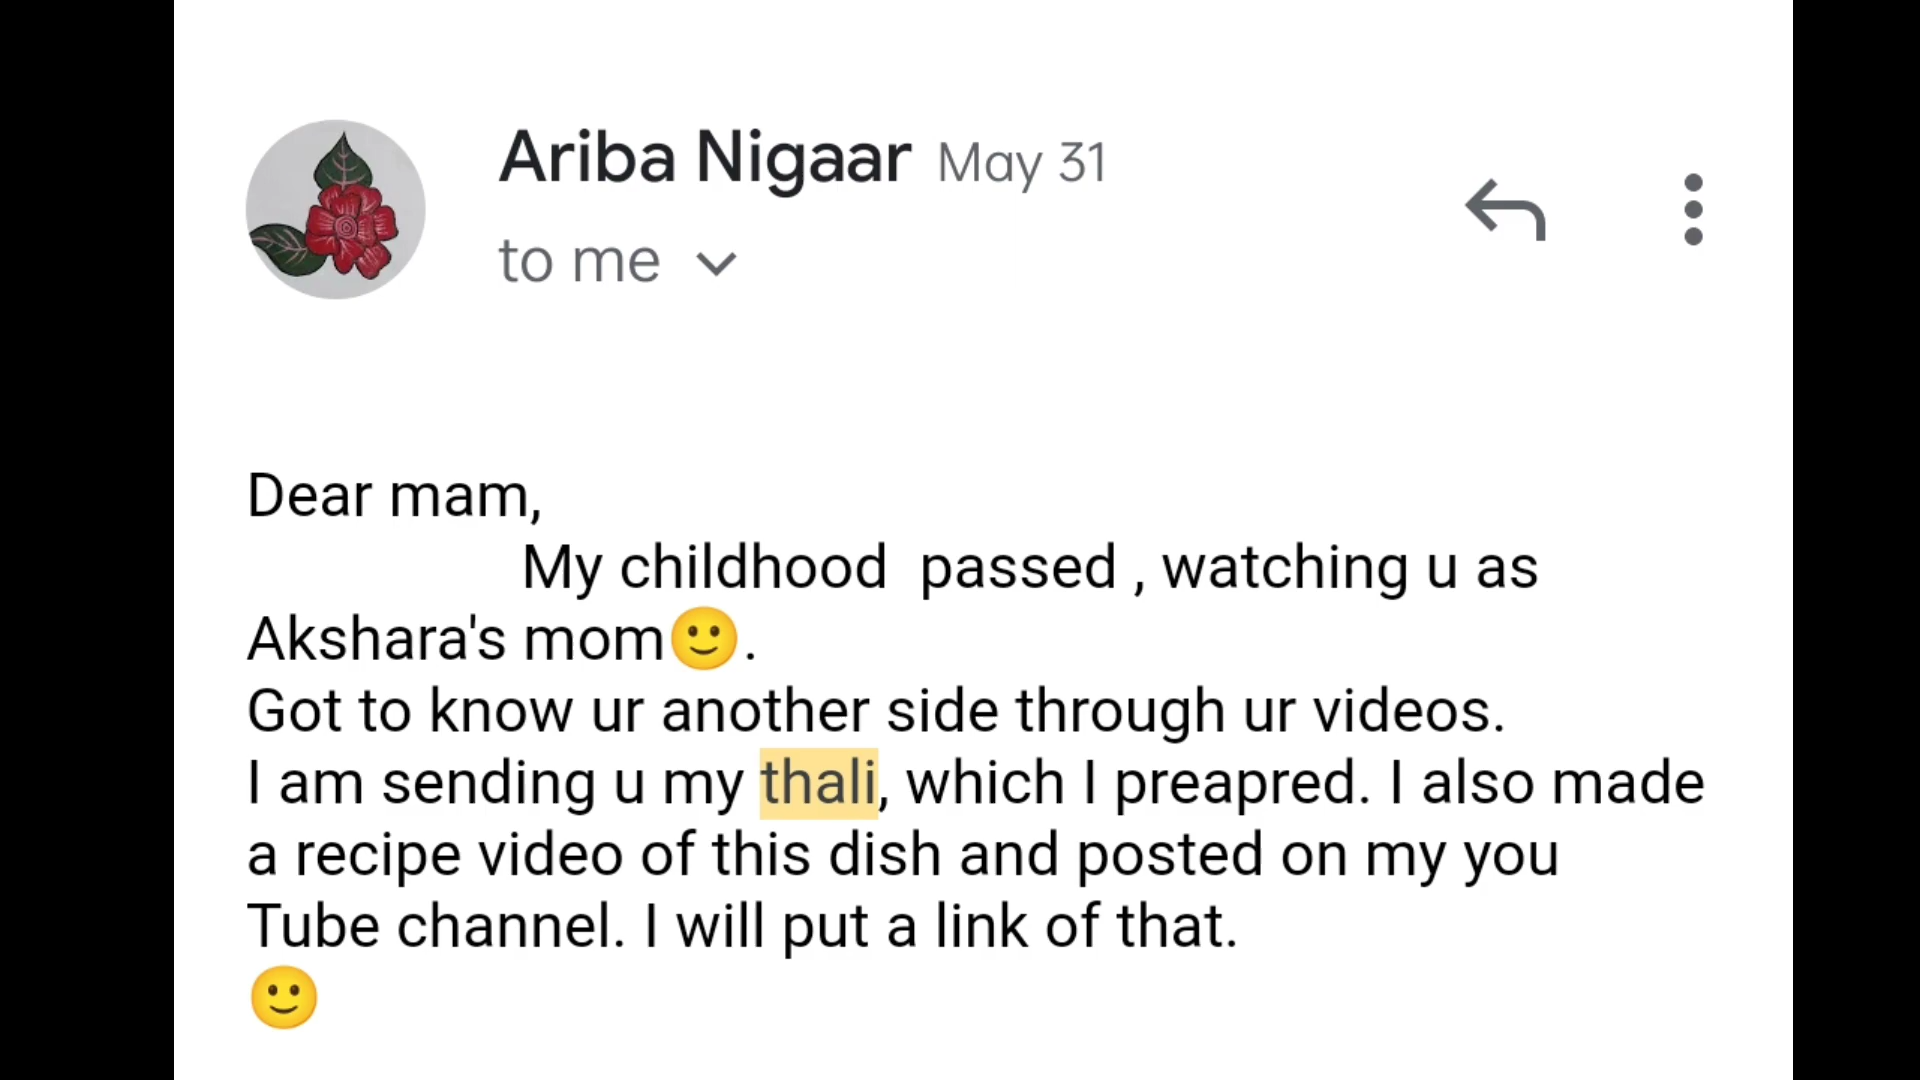 Ariba Nigaar May 31
to me
Dear mam,
My childhood  passed , watching u as
Akshara's mom🙂.
Got to know ur another side through ur videos.
I am sending u my thali, which I preapred. I also made
a recipe video of this dish and posted on my you
Tube channel. I will put a link of that.
🙂